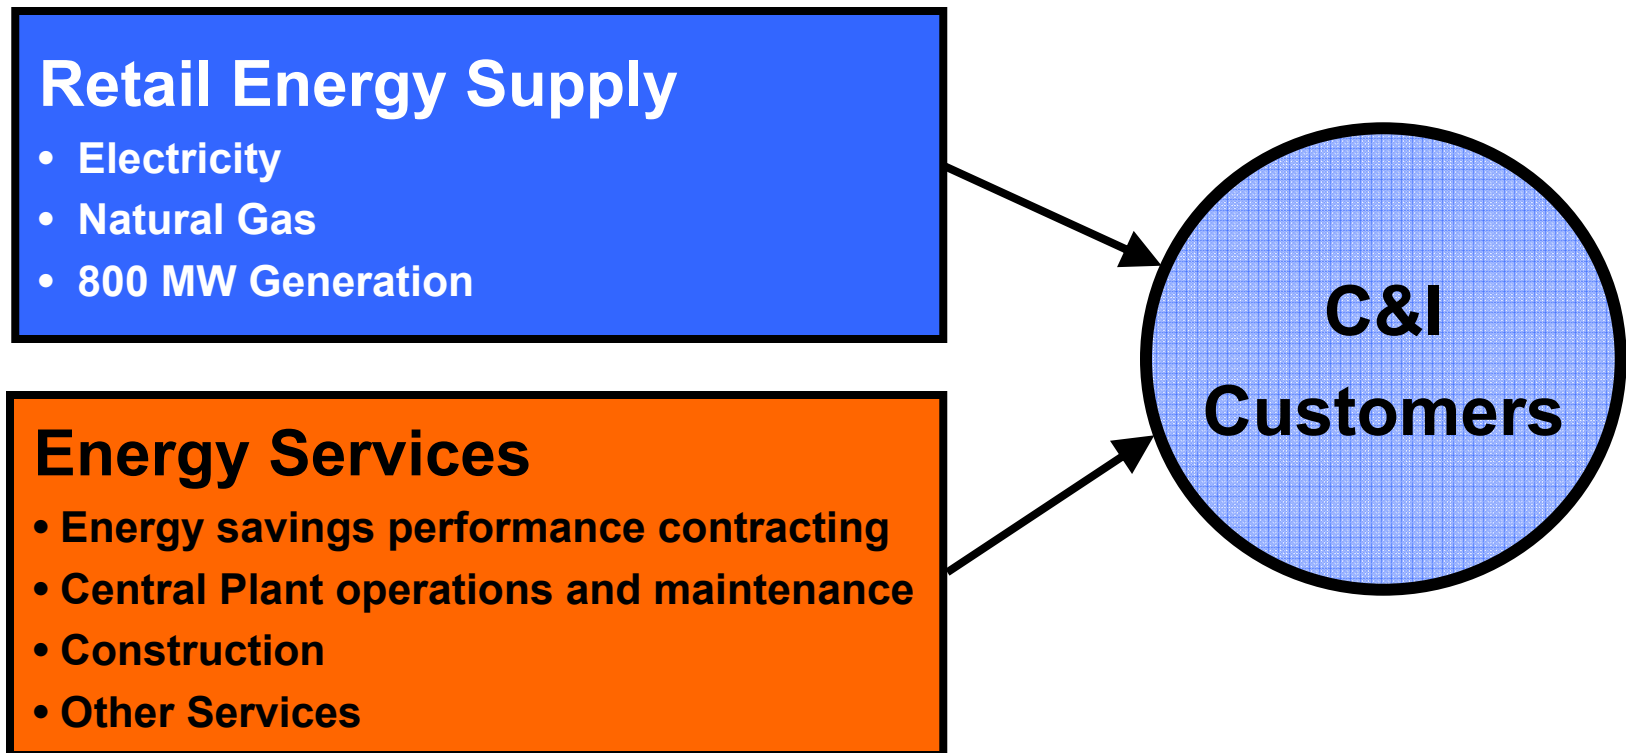 Retail Energy Supply
• Electricity
• Natural Gas
• 800 MW Generation
Energy Services
• Energy savings performance contracting
• Central Plant operations and maintenance
• Construction
• Other Services
C&I
Customers